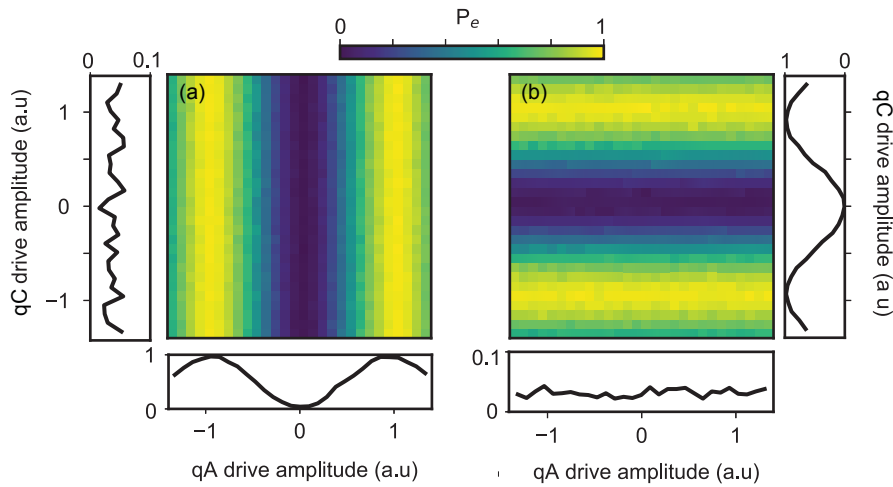 P_e
0 1
0 0.1
(a)
(b)
1 0
qC drive amplitude (a.u)
1
0
−1
qC drive amplitude (a u)
1
0
−1
1
0
0.1
0
−1 0 1
−1 0 1
qA drive amplitude (a.u)
qA drive amplitude (a.u)